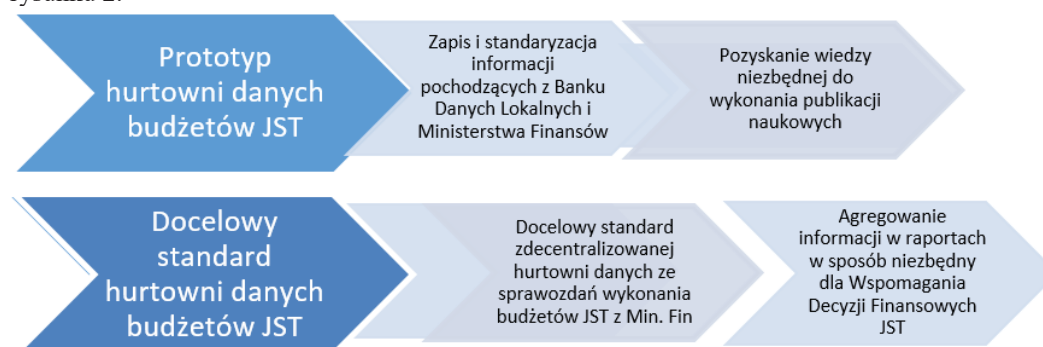 Prototyp
hurtowni danych
budżetów JST
Zapis i standaryzacja
informacji
pochodzących z Banku
Danych Lokalnych i
Ministerstwa Finansów
Pozyskanie wiedzy
niezbędnej do
wykonania publikacji
naukowych
Docelowy
standard
hurtowni danych
budżetów JST
Docelowy standard
zdecentralizowanej
hurtowni danych ze
sprawozdań wykonania
budżetów JST z Min. Fin
Agregowanie
informacji w raportach
w sposób niezbędny
dla Wspomagania
Decyzji Finansowych
JST